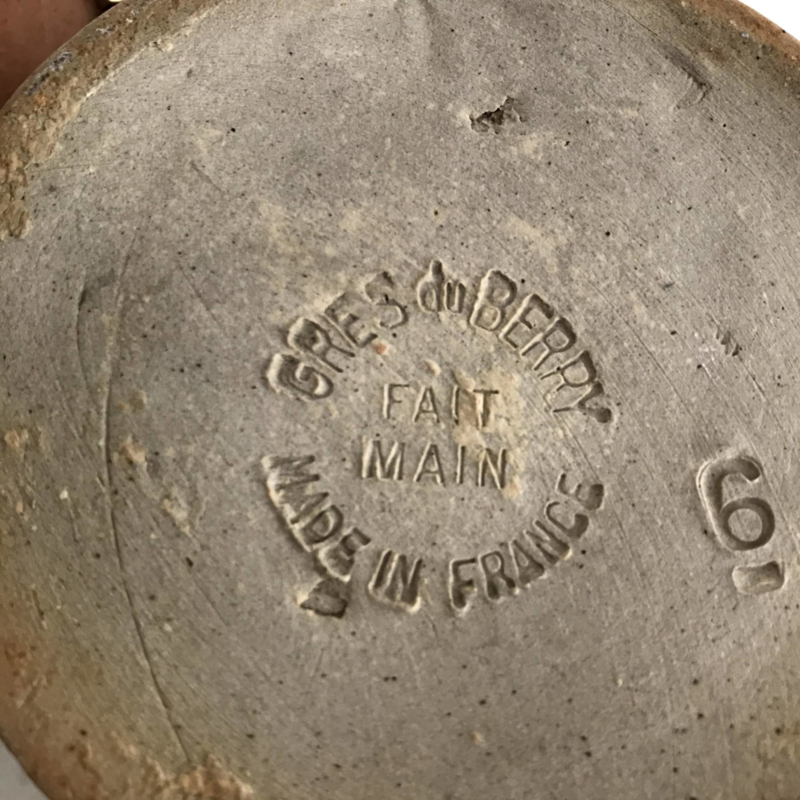 GRES du BERRY
FAIT
MAIN
MADE IN FRANCE
6